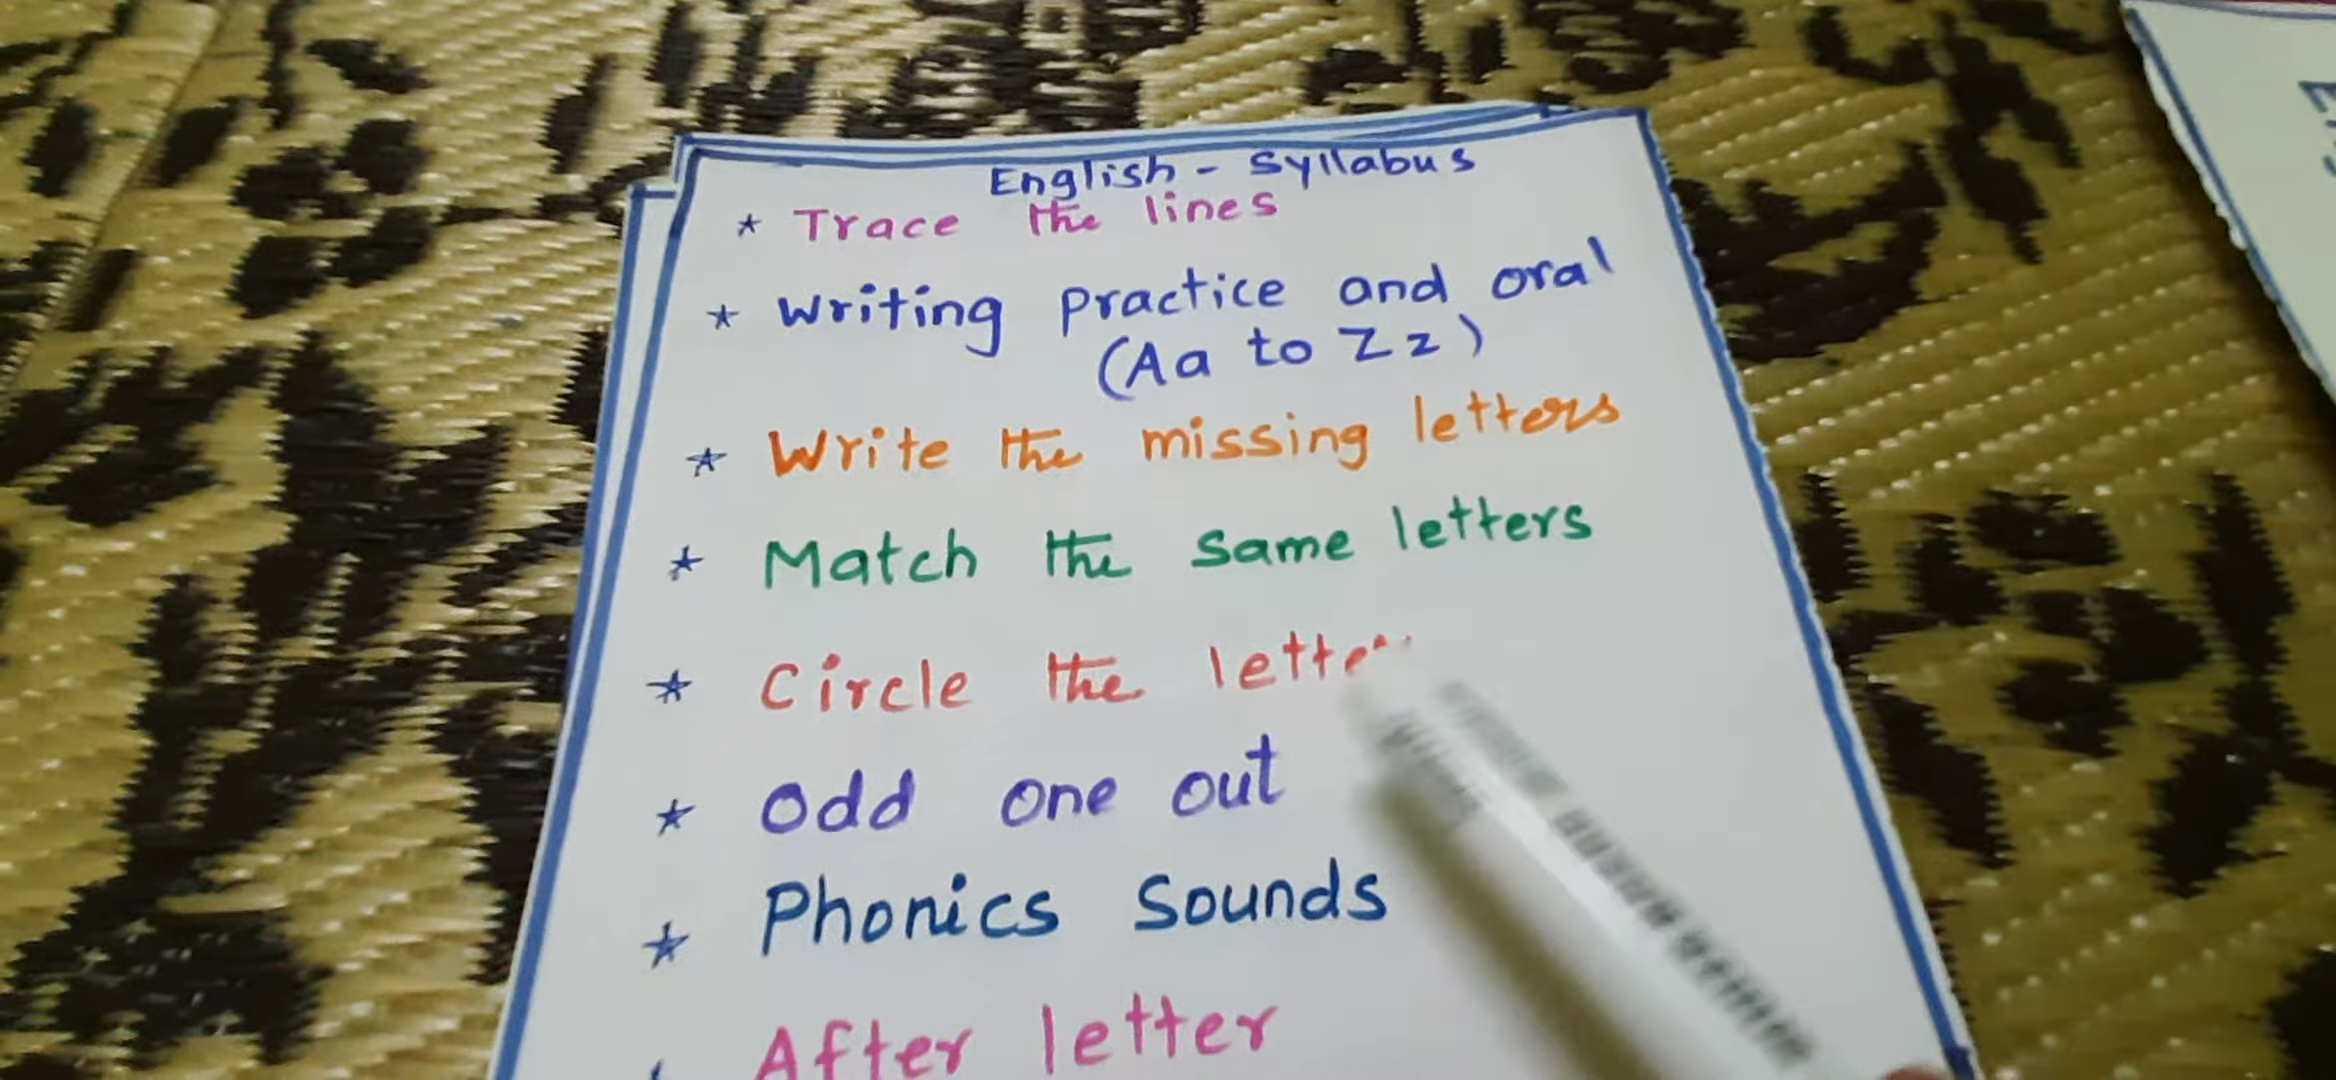 English - Syllabus
* Trace the lines
* Writing practice and oral
(Aa to Zz)
* Write the missing letters
* Match the same letters
* Circle the
* Odd one out
* Phonics Sounds
* After letter